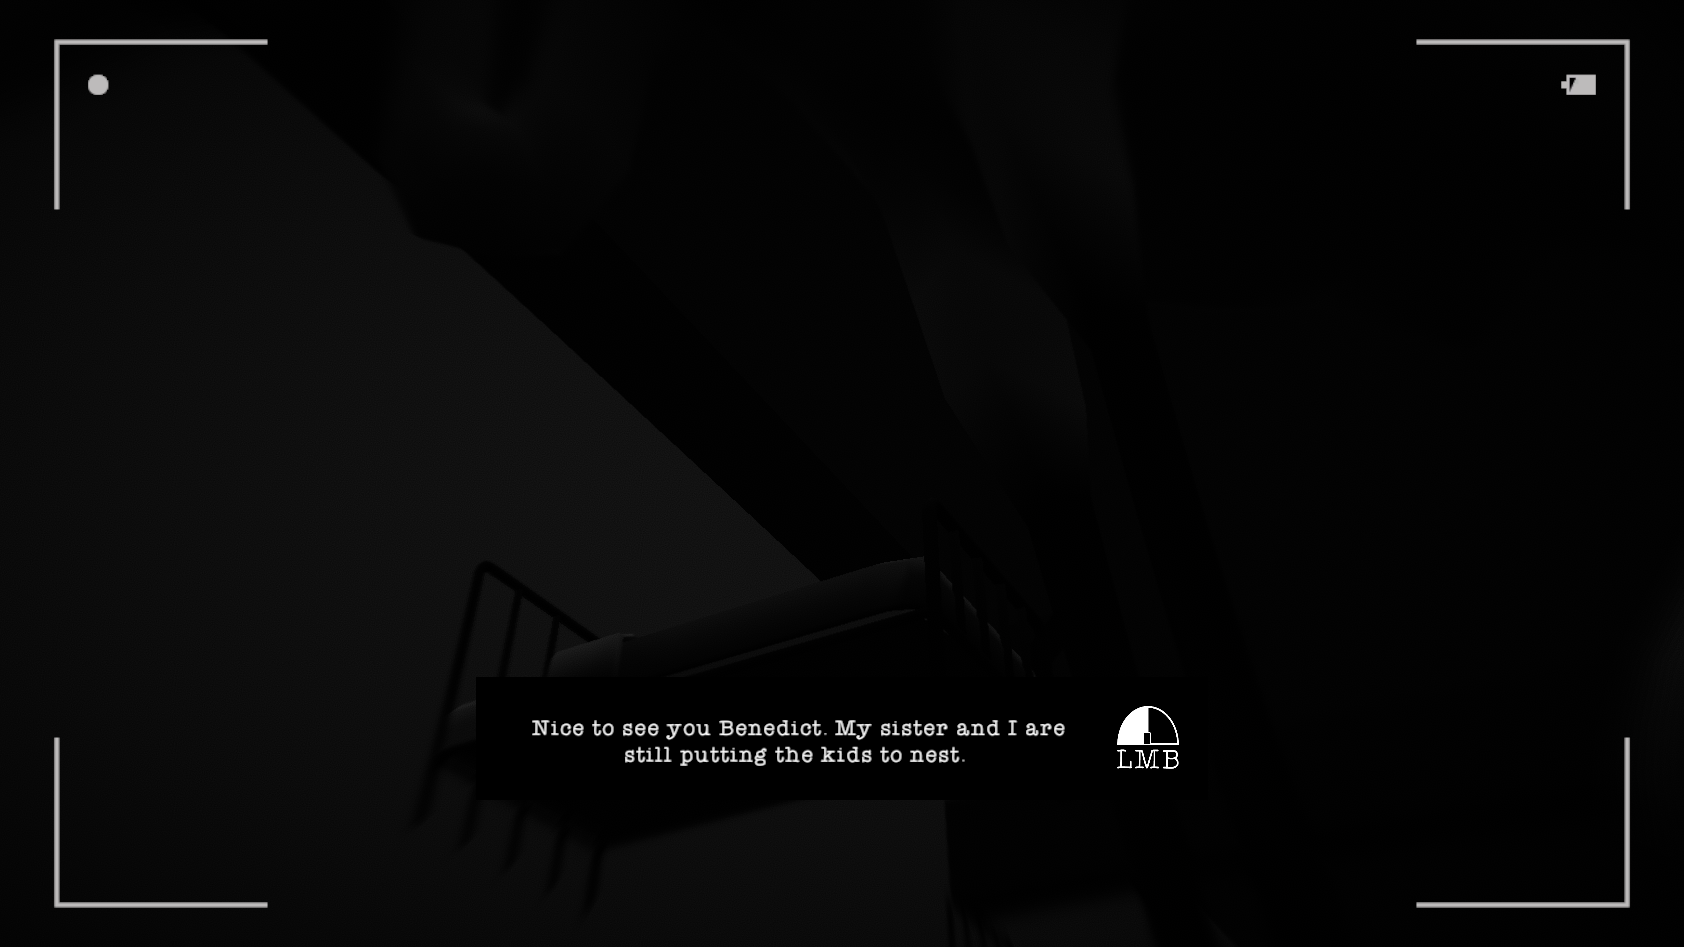 Nice to see you Benedict. My sister and I are
still putting the kids to nest.
LMB